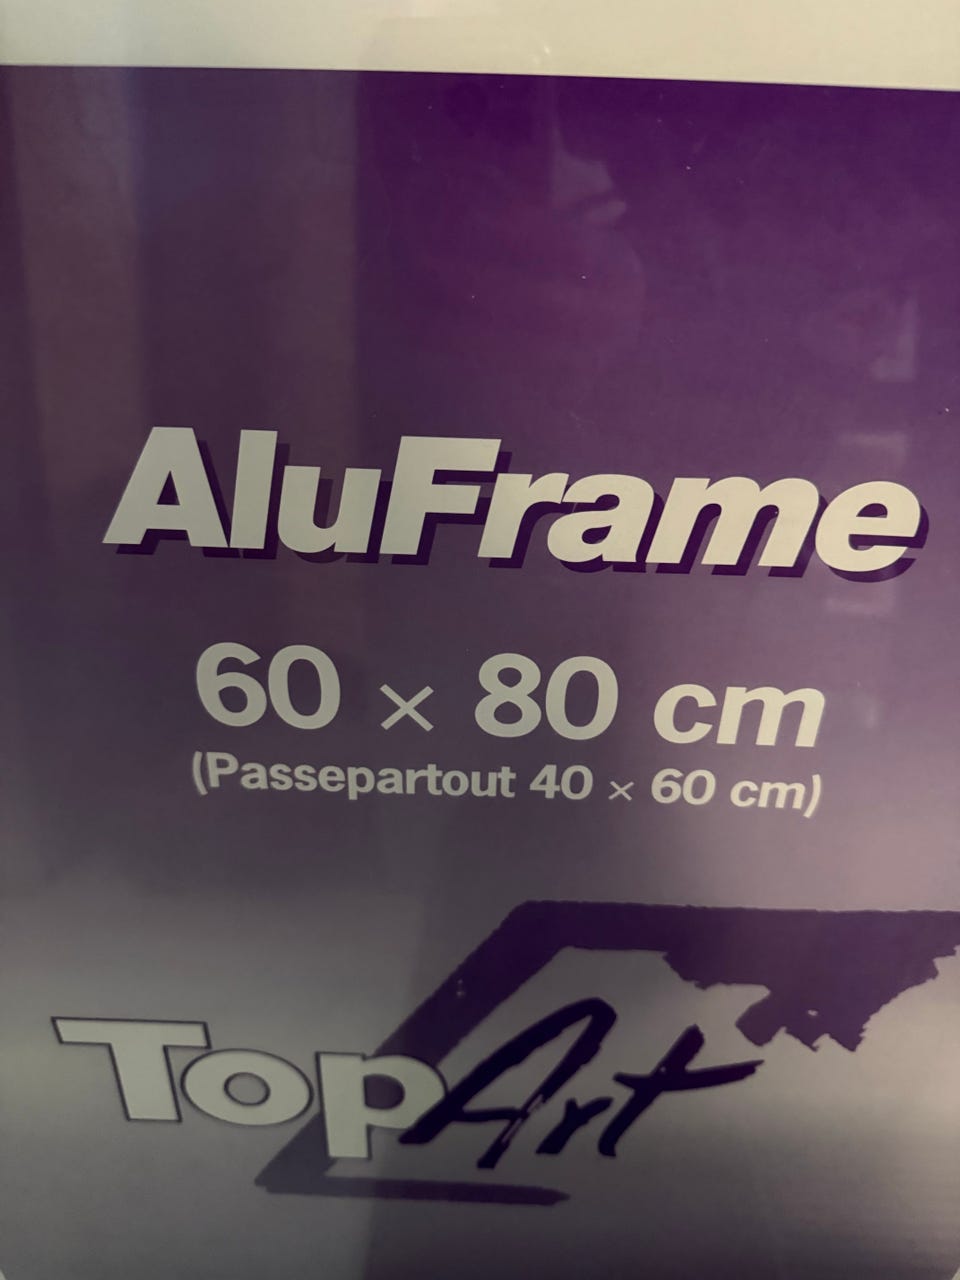 AluFrame
60 × 80 cm
(Passepartout 40 × 60 cm)
TopArt